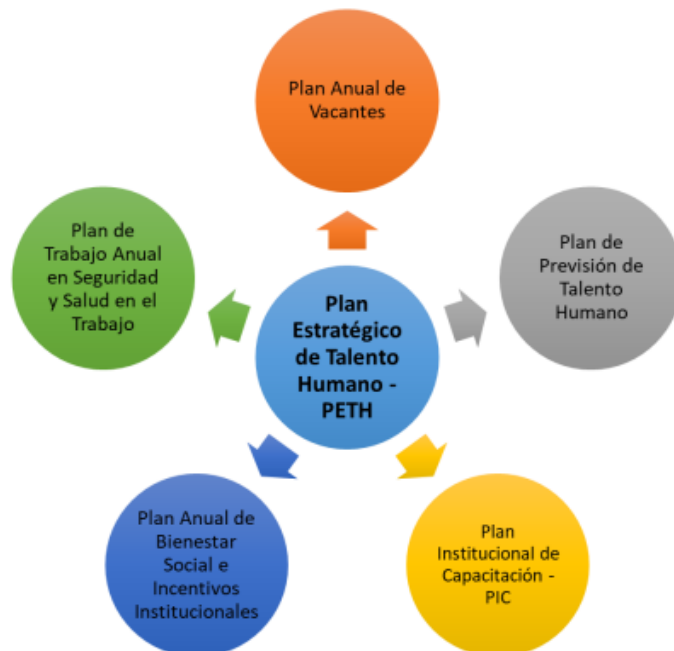 Plan Anual de
Vacantes
Plan de
Trabajo Anual
en Seguridad
y Salud en el
Trabajo
Plan de
Previsión de
Talento
Humano
Plan
Estratégico
de Talento
Humano -
PETH
Plan Anual de
Bienestar
Social e
Incentivos
Institucionales
Plan
Institucional de
Capacitación -
PIC